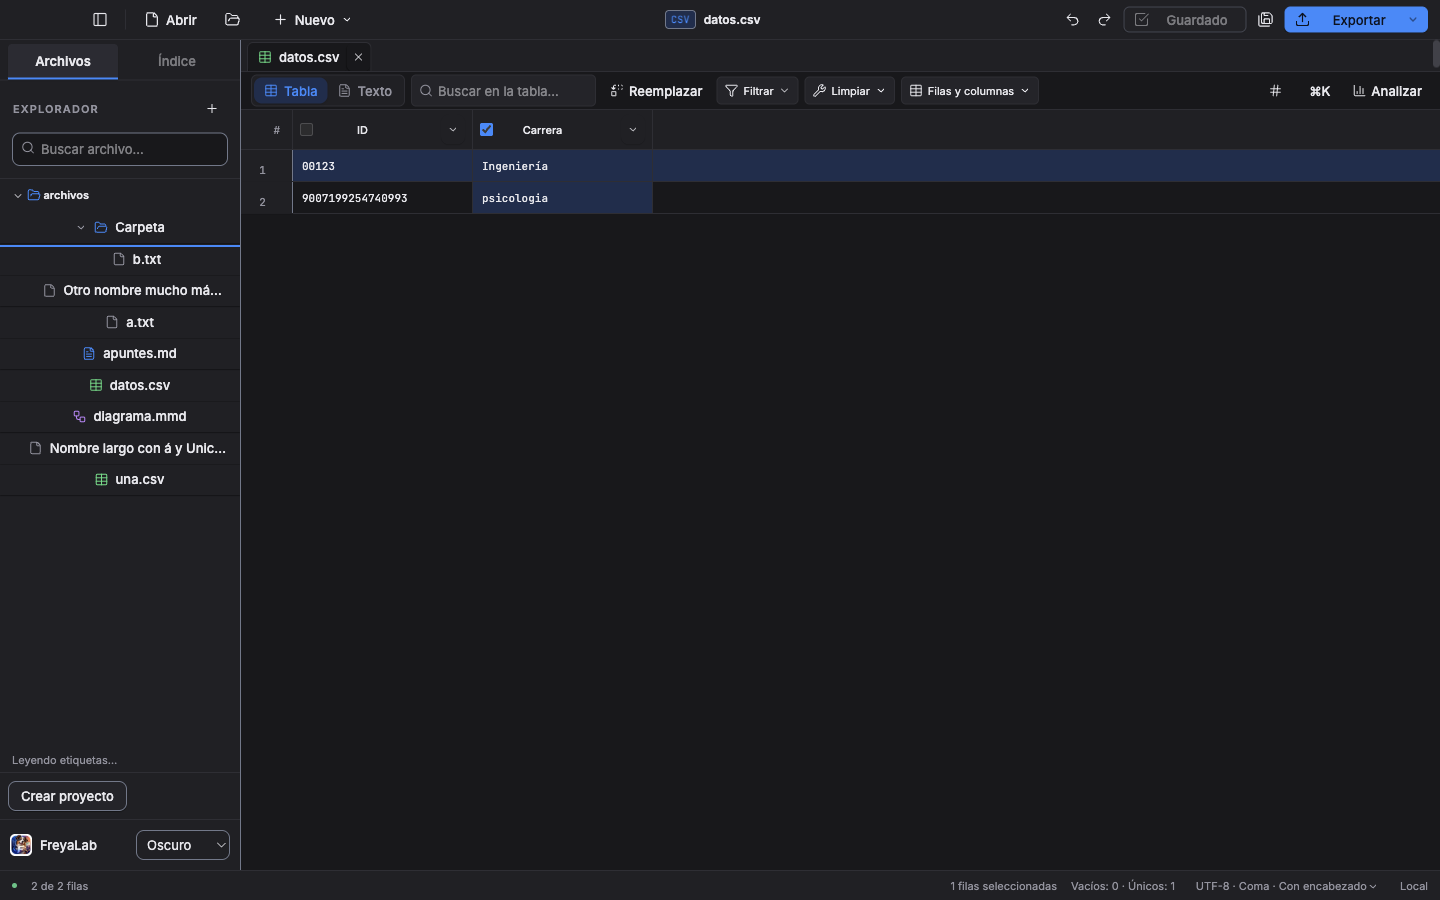 Abrir
Nuevo
CSV datos.csv
Guardado
Exportar
Archivos
Índice
EXPLORADOR
Buscar archivo...
archivos
Carpeta
b.txt
Otro nombre mucho má...
a.txt
apuntes.md
datos.csv
diagrama.mmd
Nombre largo con á y Unic...
una.csv
Leyendo etiquetas...
Crear proyecto
FreyaLab
Oscuro
datos.csv
Tabla
Texto
Buscar en la tabla...
Reemplazar
Filtrar
Limpiar
Filas y columnas
#
⌘K
Analizar
# ID Carrera
1 00123 Ingeniería
2 9007199254740993 psicologia
2 de 2 filas
1 filas seleccionadas
Vacíos: 0 · Únicos: 1
UTF-8 · Coma · Con encabezado
Local